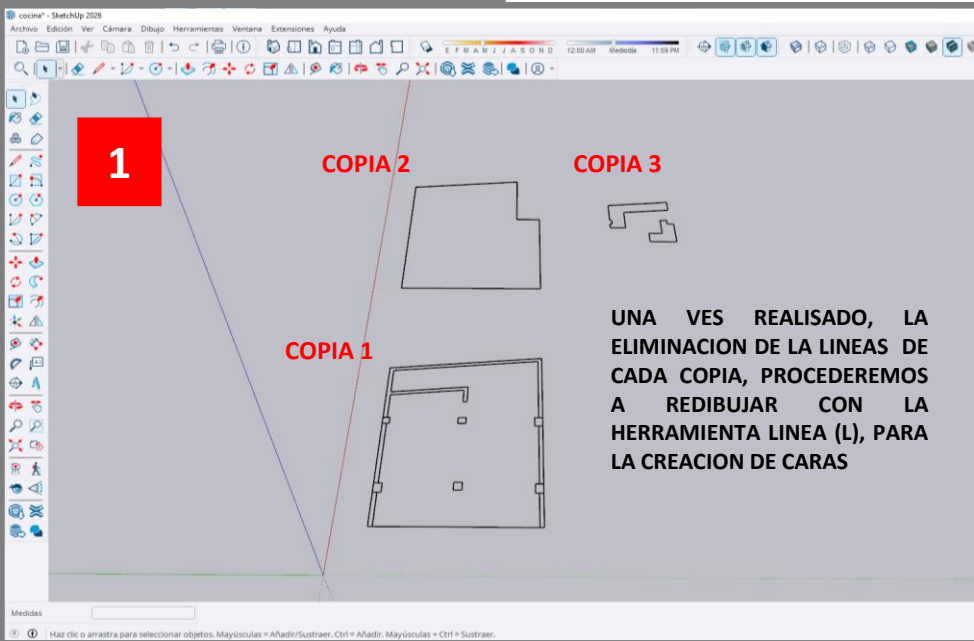 cocina* - SketchUp 2026
Archivo Edición Ver Cámara Dibujo Herramientas Ventana Extensiones Ayuda
E F M A M J J A S O N D 12:00 AM Mediodía 11:59 PM
1
COPIA 2
COPIA 3
UNA VES REALISADO, LA
ELIMINACION DE LA LINEAS DE
CADA COPIA, PROCEDEREMOS
A REDIBUJAR CON LA
HERRAMIENTA LINEA (L), PARA
LA CREACION DE CARAS
COPIA 1
Medidas
Haz clic o arrastra para seleccionar objetos. Mayúsculas = Añadir/Sustraer. Ctrl = Añadir. Mayúsculas + Ctrl = Sustraer.